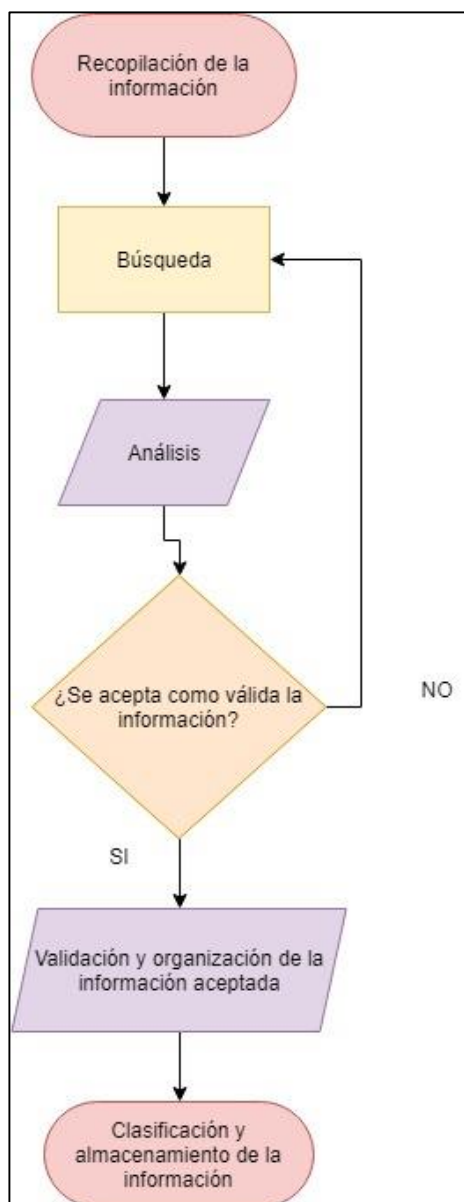 Recopilación de la
información
Búsqueda
Análisis
¿Se acepta como válida la
información?
NO
SI
Validación y organización de la
información aceptada
Clasificación y
almacenamiento de la
información